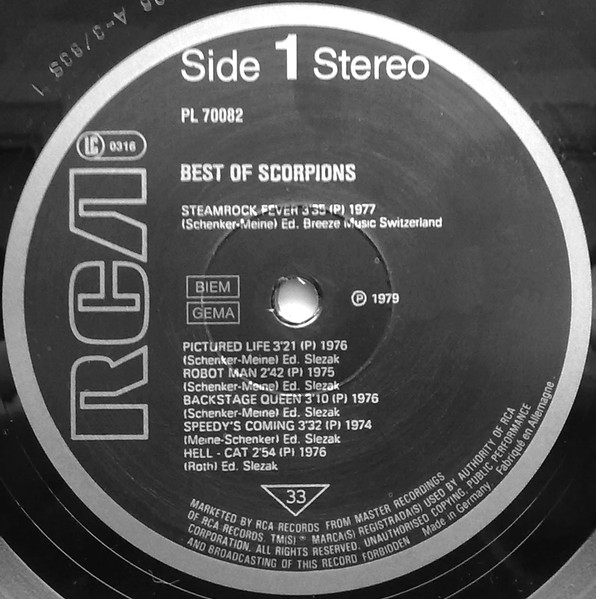 Side 1 Stereo
PL 70082
LC 0316
RCA
BEST OF SCORPIONS
STEAMROCK FEVER 3'35 (P) 1977
(Schenker-Meine) Ed. Breeze Music Switzerland
BIEM
GEMA
P 1979
PICTURED LIFE 3'21 (P) 1976
(Schenker-Meine) Ed. Slezak
ROBOT MAN 2'42 (P) 1975
(Schenker-Meine) Ed. Slezak
BACKSTAGE QUEEN 3'10 (P) 1976
(Schenker-Meine) Ed. Slezak
SPEEDY'S COMING 3'32 (P) 1974
(Meine-Schenker) Ed. Slezak
HELL - CAT 2'54 (P) 1976
(Roth) Ed. Slezak
33
MARKETED BY RCA RECORDS FROM MASTER RECORDINGS
OF RCA RECORDS TM(S) • MARCA(S) REGISTRADA(S) USED BY AUTHORITY OF RCA
CORPORATION. ALL RIGHTS RESERVED. UNAUTHORISED COPYING, PUBLIC PERFORMANCE
AND BROADCASTING OF THIS RECORD FORBIDDEN Made in Germany Fabriqué en Allemagne